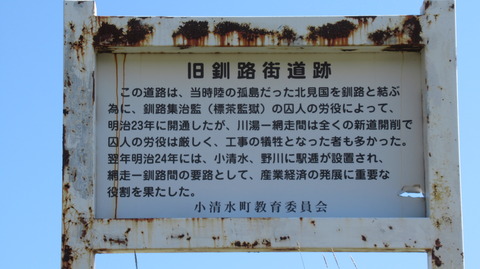 旧釧路街道跡
この道路は、当時陸の孤島だった北見国を釧路と結ぶ
為に、釧路集治監〈標茶監獄〉の囚人の労役によって、
明治23年に開通したが、川湯一網走間は全くの新道開削で
囚人の労役は厳しく、工事の犠牲となった者も多かった。
翌年明治24年には、小清水、野川に駅逓が設置され、
網走一釧路間の要路として、産業経済の発展に重要な
役割を果たした。
小清水町教育委員会